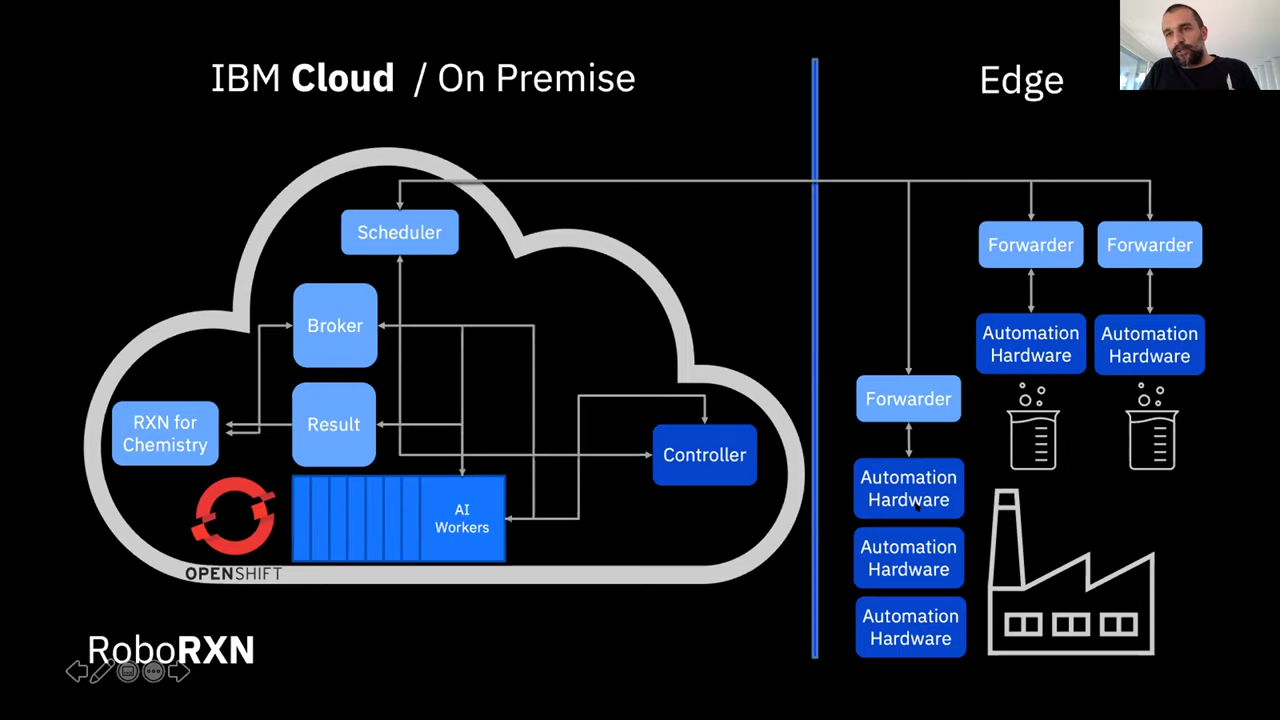 IBM Cloud / On Premise
Edge
Scheduler
Broker
Result
RXN for
Chemistry
Controller
AI
Workers
OPENSHIFT
RoboRXN
Forwarder
Forwarder
Automation
Hardware
Automation
Hardware
Forwarder
Automation
Hardware
Automation
Hardware
Automation
Hardware